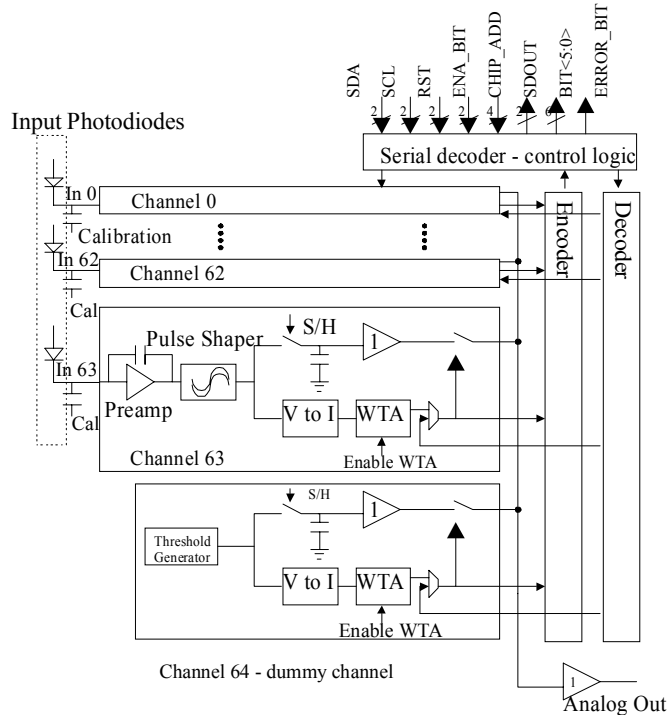 SDA
SCL
RST
ENA_BIT
CHIP_ADD
SDOUT
BIT<5:0>
ERROR_BIT
2 2 2 2 4 2 6
Input Photodiodes
Serial decoder - control logic
In 0
Channel 0
Calibration
In 62
Channel 62
Cal
Encoder
Decoder
Pulse Shaper
S/H
1
In 63
Preamp
Cal
V to I
WTA
Enable WTA
Channel 63
S/H
1
Threshold
Generator
V to I
WTA
Enable WTA
Channel 64 - dummy channel
1
Analog Out